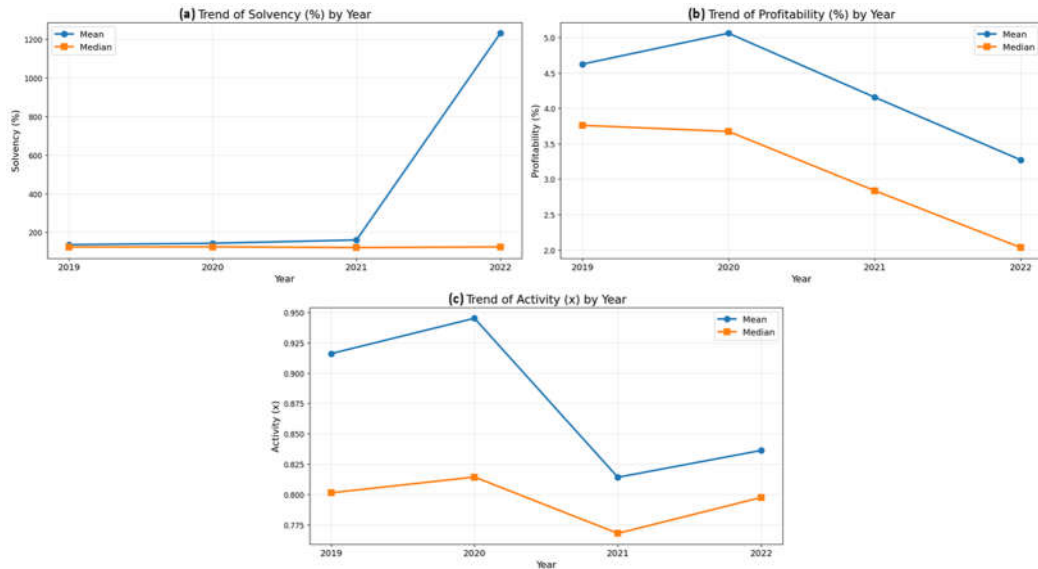 (a) Trend of Solvency (%) by Year
Mean
Median
1200
1000
800
600
400
200
Solvency (%)
2019
2020
2021
2022
Year
(b) Trend of Profitability (%) by Year
Mean
Median
5.0
4.5
4.0
3.5
3.0
2.5
2.0
Profitability (%)
2019
2020
2021
2022
Year
(c) Trend of Activity (x) by Year
Mean
Median
0.950
0.925
0.900
0.875
0.850
0.825
0.800
0.775
Activity (x)
2019
2020
2021
2022
Year